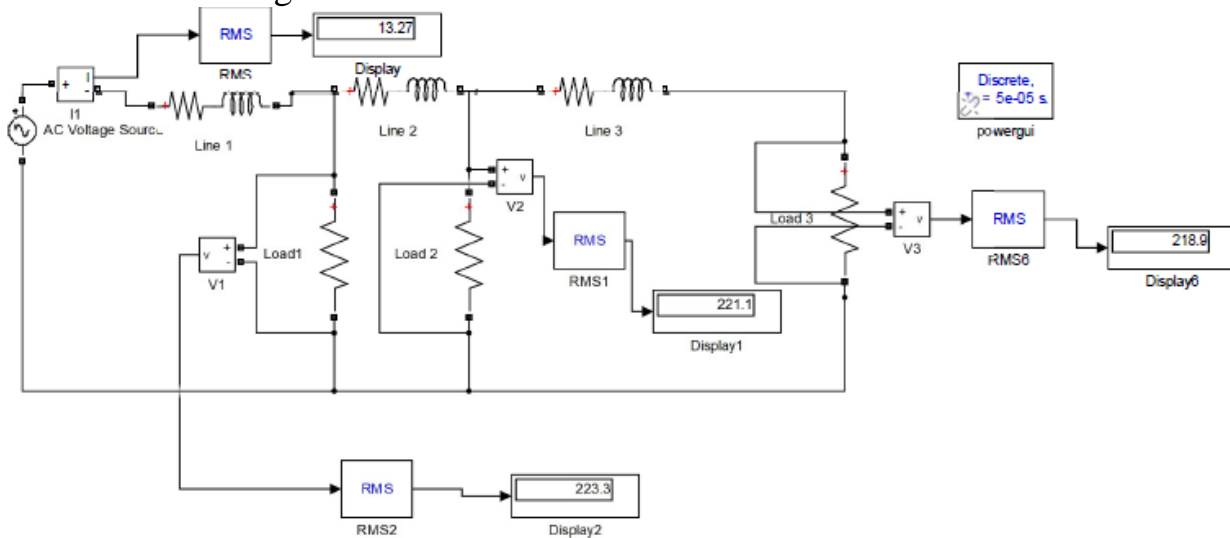 RMS
13.27
RMS
Display
I
+
-
I1
AC Voltage Sourc
Line 1
Line 2
Line 3
Discrete,
= 5e-05 s.
powergui
+
-
v
V2
Load1
v
+
-
V1
Load 2
RMS
RMS1
221.1
Display1
Load 3
+
-
v
V3
RMS
RMS6
218.9
Display6
RMS
RMS2
223.3
Display2